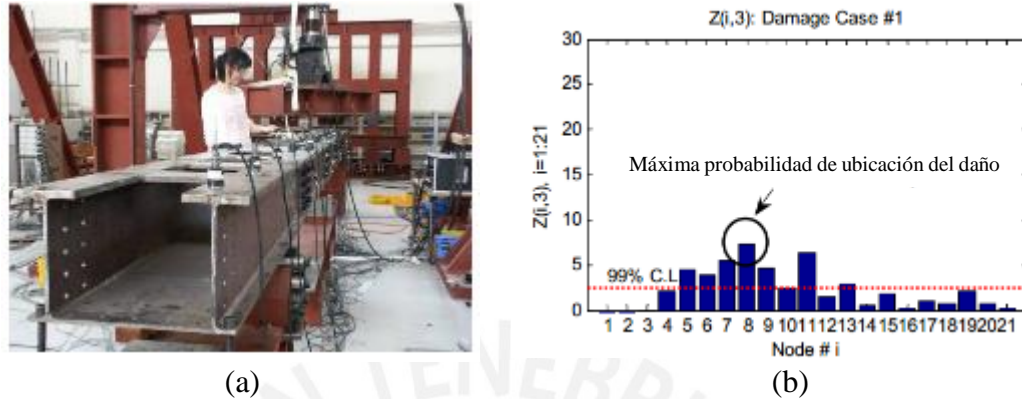 Z(i,3): Damage Case #1
30
25
20
15
10
5
0
Z(i,3), i=1:21
Máxima probabilidad de ubicación del daño
99% C.L
1 2 3 4 5 6 7 8 9 10 11 12 13 14 15 16 17 18 19 20 21
Node # i
(a)
(b)